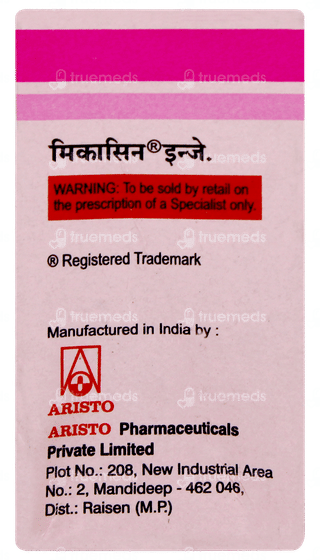 मिकासिन® इन्जे.
WARNING: To be sold by retail on
the prescription of a Specialist only.
® Registered Trademark
Manufactured in India by :
ARISTO
ARISTO Pharmaceuticals
Private Limited
Plot No.: 208, New Industrial Area
No.: 2, Mandideep - 462 046,
Dist.: Raisen (M.P.)
truemeds